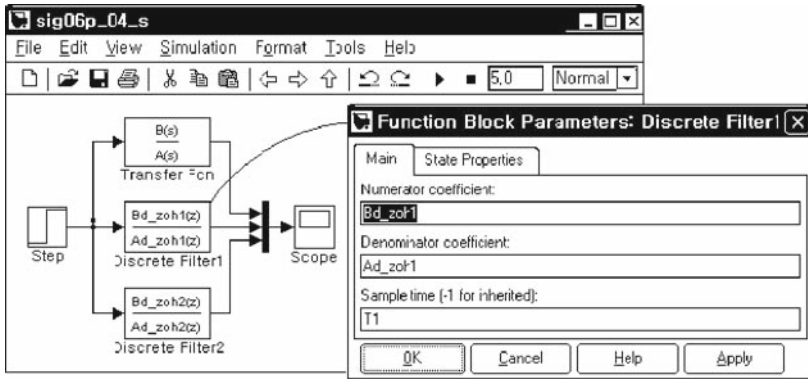 sig06p_04_s
File Edit View Simulation Format Tools Help
5,0 Normal
B(s)
A(s)
Transfer Fcn
Step
Bd_zoh1(z)
Ad_zoh1(z)
Discrete Filter1
Scope
Bd_zoh2(z)
Ad_zoh2(z)
Discrete Filter2
Function Block Parameters: Discrete Filter1
Main State Properties
Numerator coefficient:
Bd_zoh1
Denominator coefficient:
Ad_zoh1
Sample time (-1 for inherited):
T1
OK Cancel Help Apply